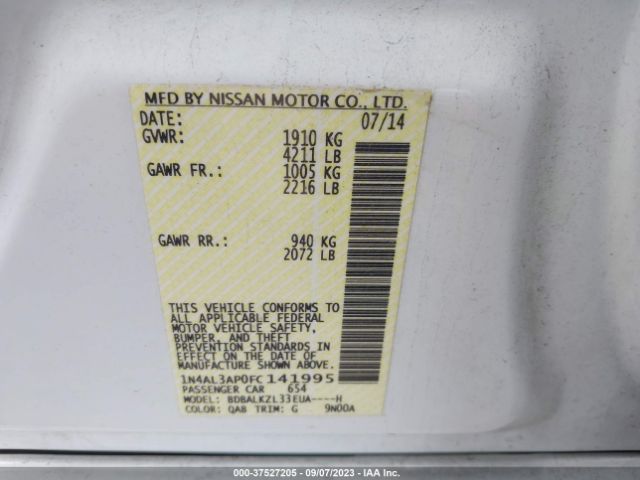 MFD BY NISSAN MOTOR CO., LTD.
DATE: 07/14
GVWR: 1910 KG
4211 LB
GAWR FR.: 1005 KG
2216 LB
GAWR RR.: 940 KG
2072 LB
THIS VEHICLE CONFORMS TO
ALL APPLICABLE FEDERAL
MOTOR VEHICLE SAFETY,
BUMPER, AND THEFT
PREVENTION STANDARDS IN
EFFECT ON THE DATE OF
MANUFACTURE SHOWN ABOVE.
1N4AL3AP0FC141995
PASSENGER CAR 654
MODEL: BDBALKZL33EUA----H
COLOR: QAB TRIM: G 9N00A
000-37527205 - 09/07/2023 - IAA Inc.